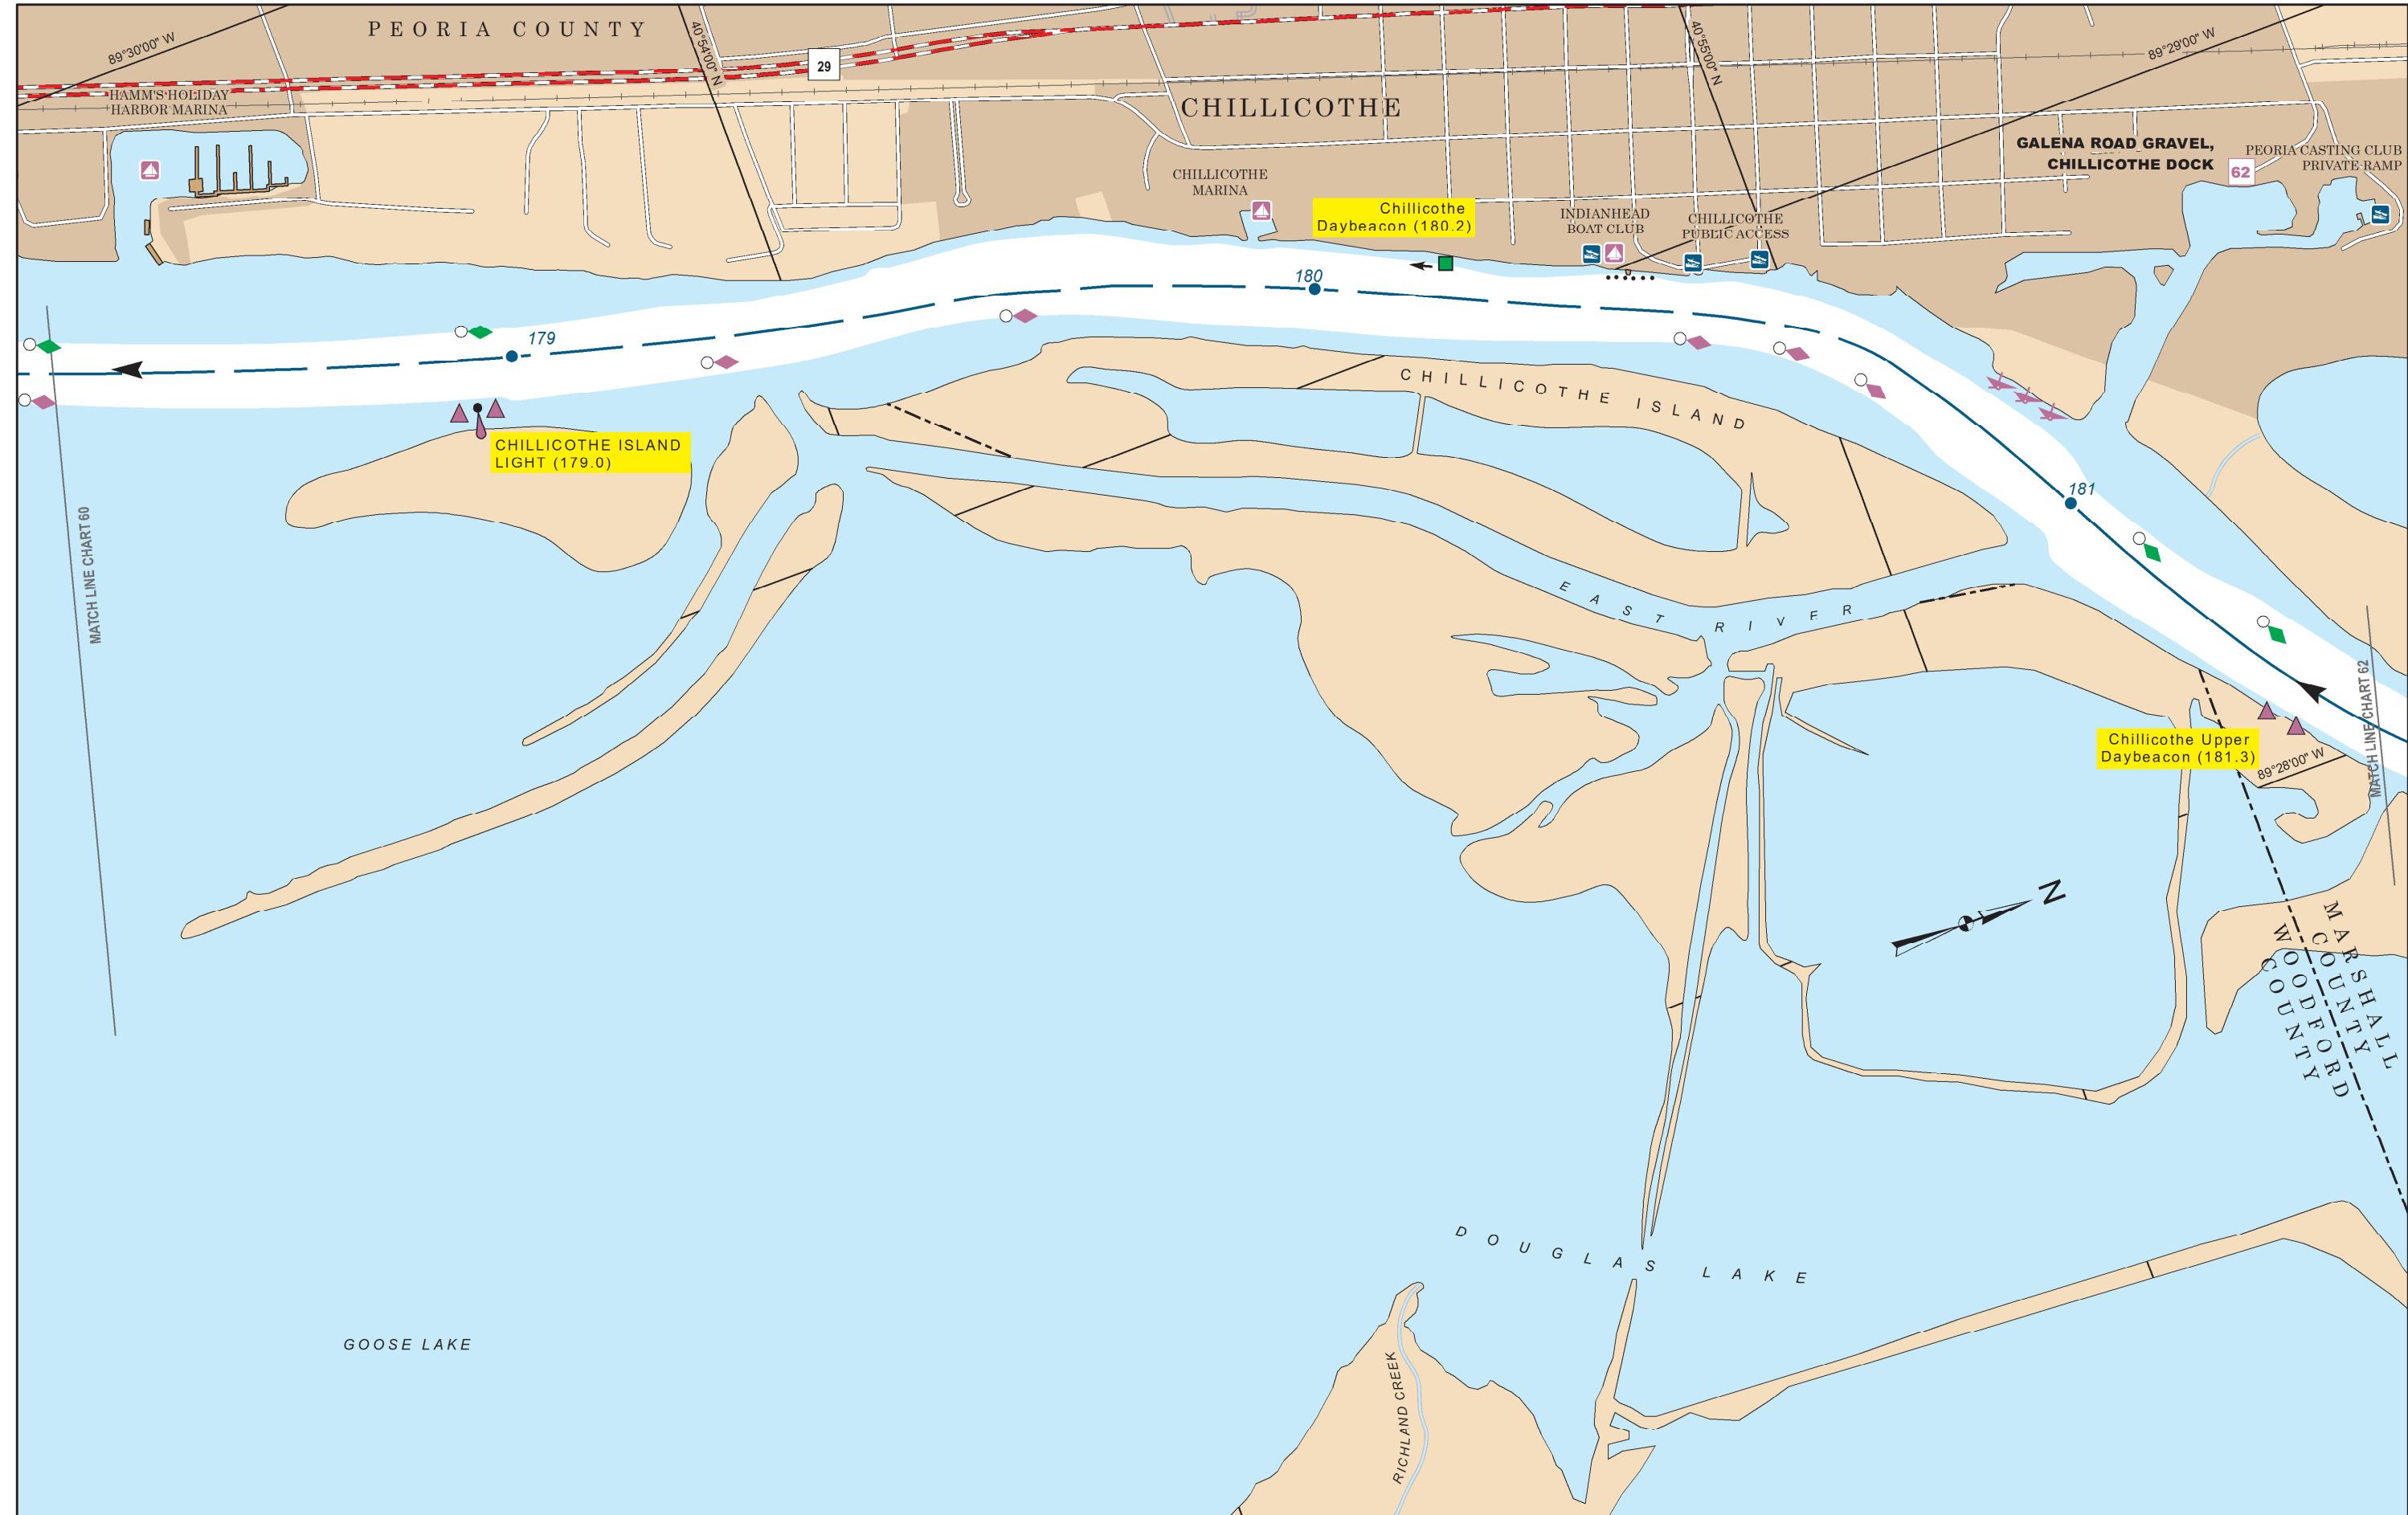 PEORIA COUNTY
89°30'00" W
40°54'00" N
29
40°55'00" N
89°29'00" W
HAMM'S HOLIDAY
HARBOR MARINA
CHILLICOTHE
GALENA ROAD GRAVEL,
CHILLICOTHE DOCK
62
PEORIA CASTING CLUB
PRIVATE RAMP
CHILLICOTHE
MARINA
Chillicothe
Daybeacon (180.2)
INDIANHEAD
BOAT CLUB
CHILLICOTHE
PUBLIC ACCESS
180
179
CHILLICOTHE ISLAND
CHILLICOTHE ISLAND
LIGHT (179.0)
181
MATCH LINE CHART 60
EAST RIVER
MATCH LINE CHART 62
Chillicothe Upper
Daybeacon (181.3)
89°28'00" W
N
MARSHALL
COUNTY
WOODFORD
COUNTY
DOUGLAS LAKE
GOOSE LAKE
RICHLAND CREEK